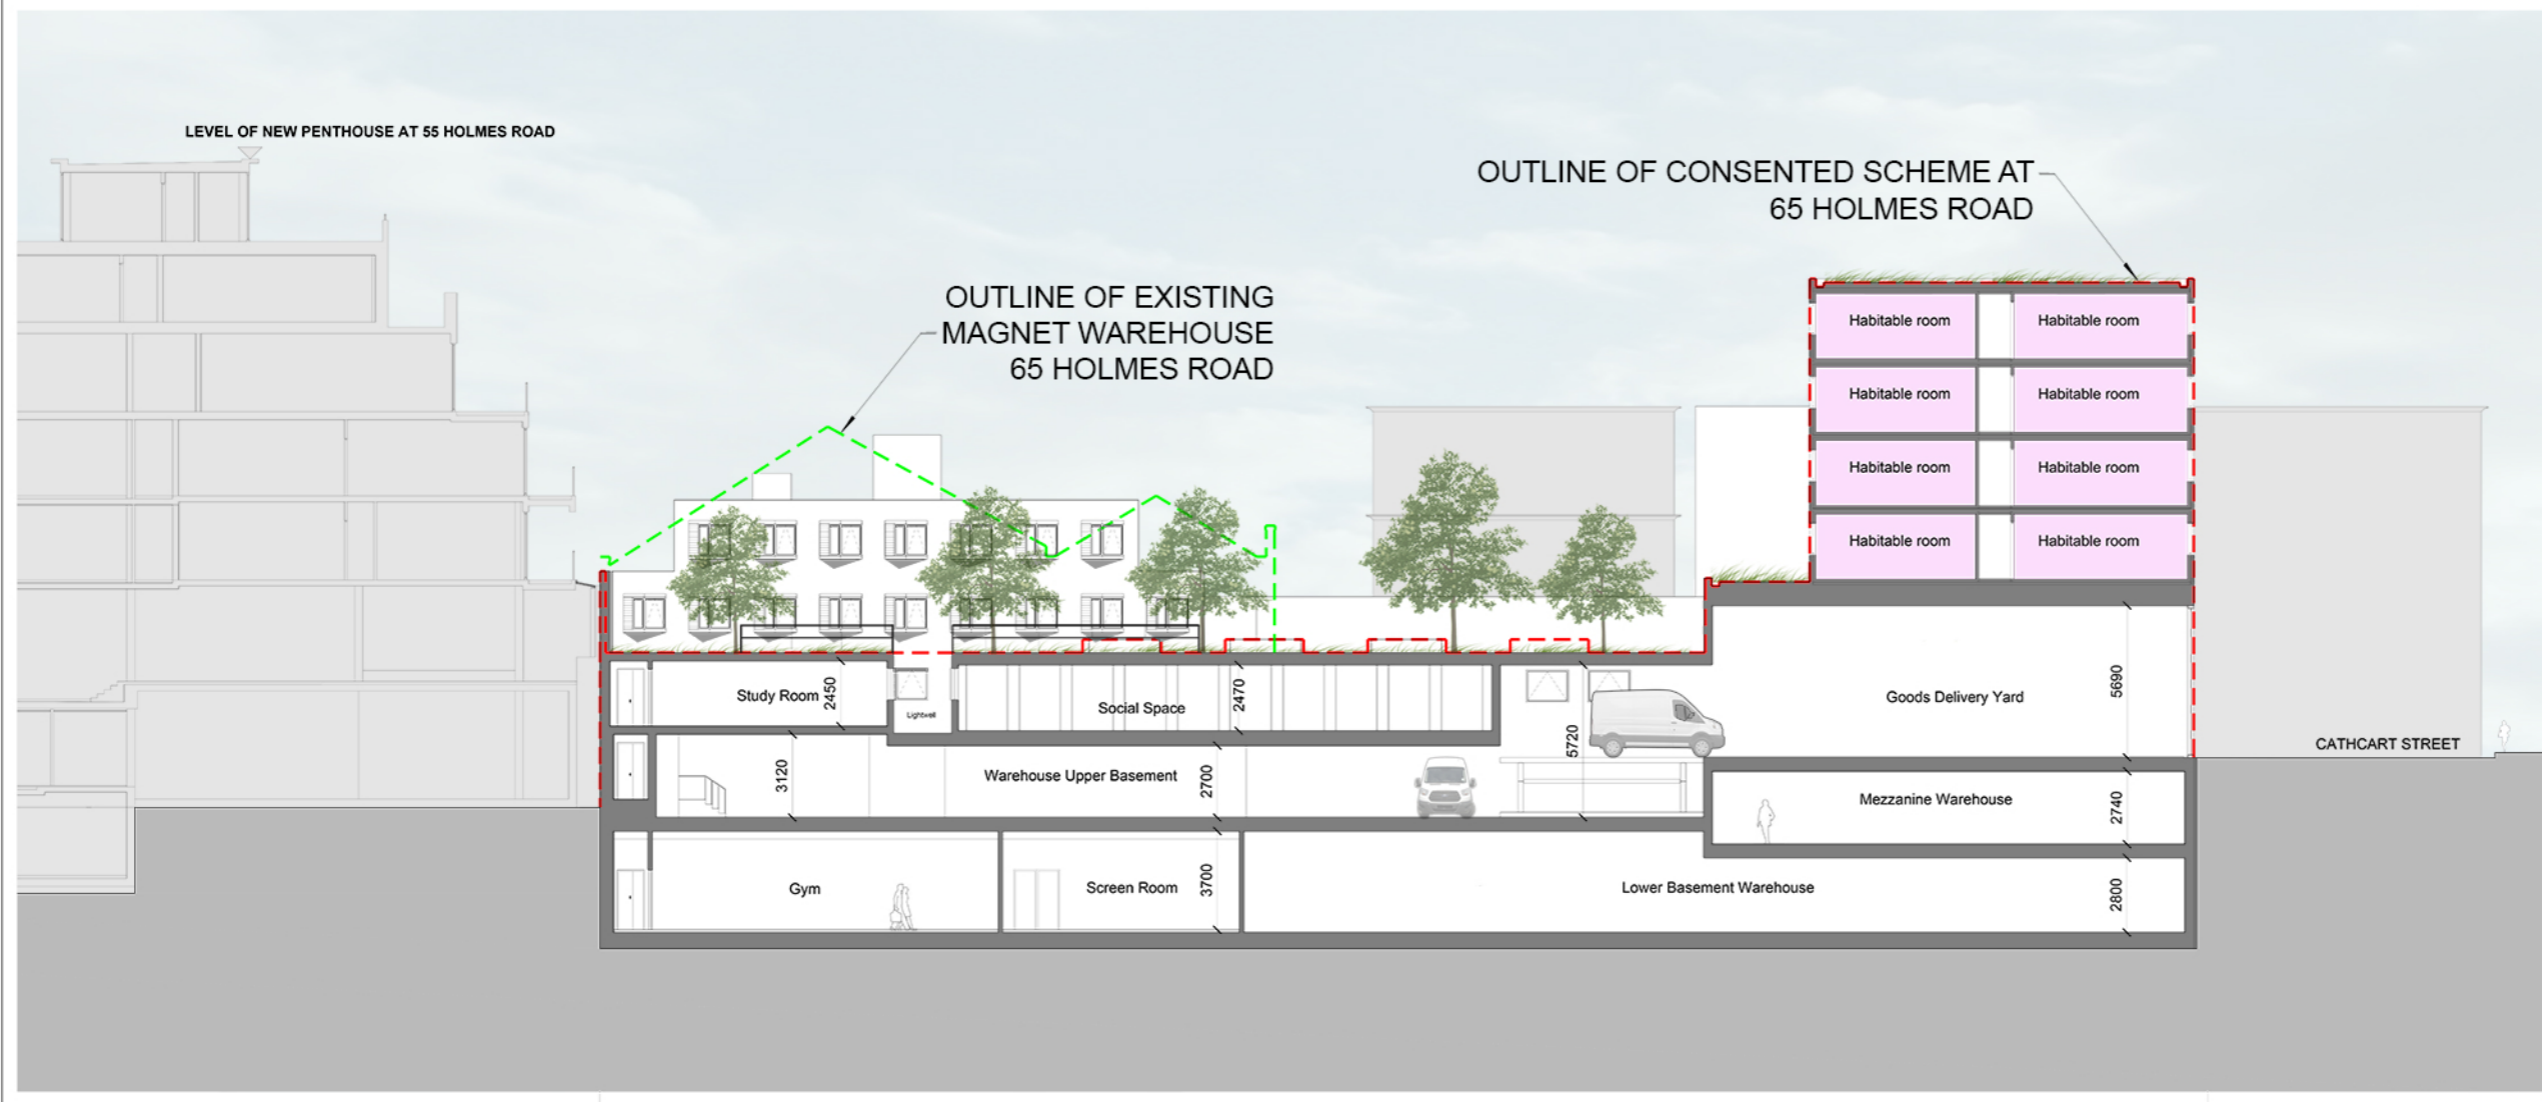 LEVEL OF NEW PENTHOUSE AT 55 HOLMES ROAD
OUTLINE OF CONSENTED SCHEME AT
65 HOLMES ROAD
OUTLINE OF EXISTING
MAGNET WAREHOUSE
65 HOLMES ROAD
Habitable room
Habitable room
Habitable room
Habitable room
Habitable room
Habitable room
Habitable room
Habitable room
Study Room
2450
Lightwell
Social Space
2470
5720
Goods Delivery Yard
5690
CATHCART STREET
3120
Warehouse Upper Basement
2700
Mezzanine Warehouse
2740
Gym
Screen Room
3700
Lower Basement Warehouse
2800